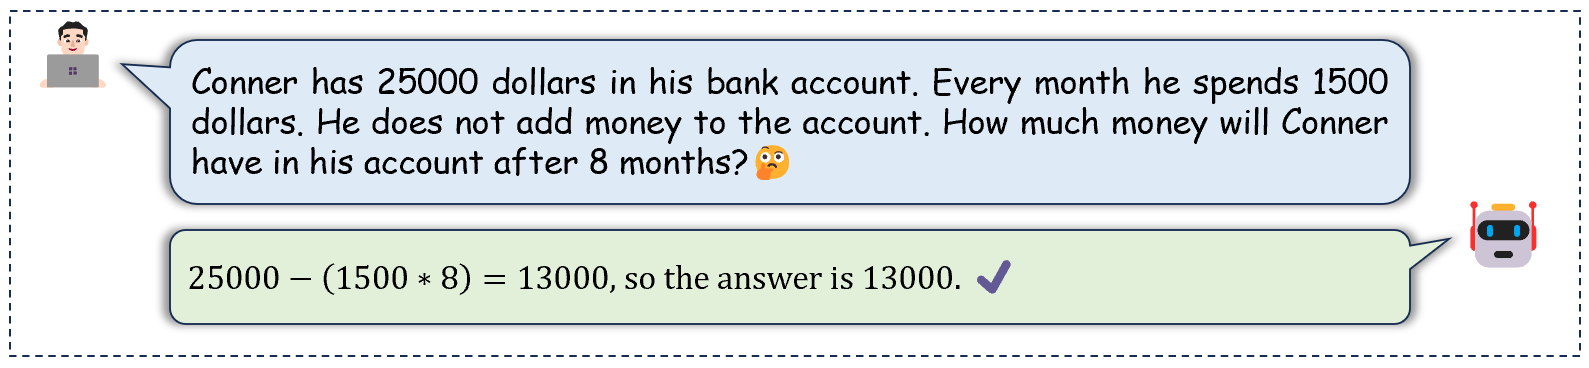 Conner has 25000 dollars in his bank account. Every month he spends 1500
dollars. He does not add money to the account. How much money will Conner
have in his account after 8 months?🤔
25000 − (1500 ∗ 8) = 13000, so the answer is 13000. ✔